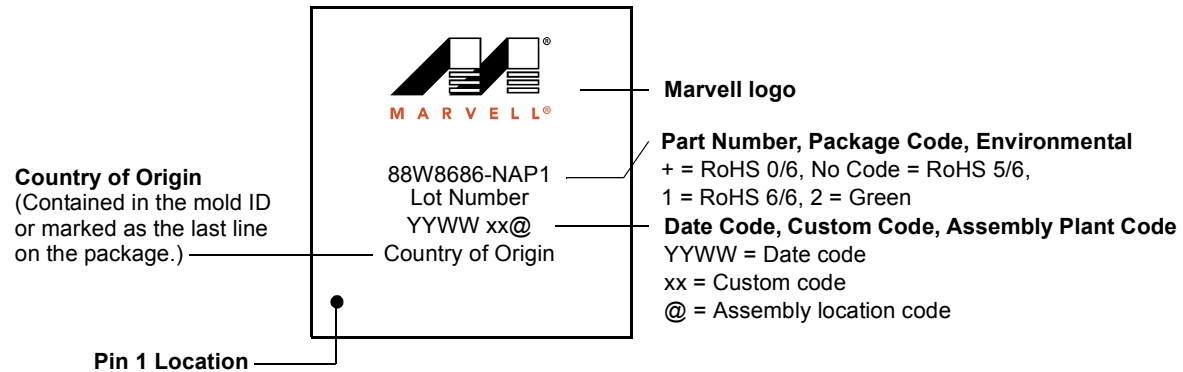 MARVELL®
88W8686-NAP1
Lot Number
YYWW xx@
Country of Origin
Marvell logo
Part Number, Package Code, Environmental
+ = RoHS 0/6, No Code = RoHS 5/6,
1 = RoHS 6/6, 2 = Green
Date Code, Custom Code, Assembly Plant Code
YYWW = Date code
xx = Custom code
@ = Assembly location code
Country of Origin
(Contained in the mold ID
or marked as the last line
on the package.)
Pin 1 Location